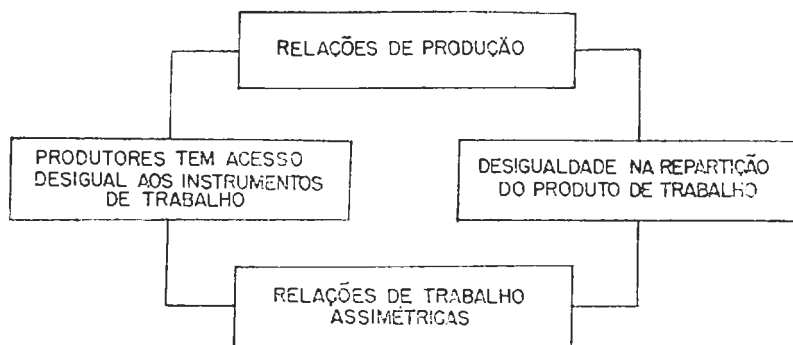 RELAÇÕES DE PRODUÇÃO
PRODUTORES TEM ACESSO
DESIGUAL AOS INSTRUMENTOS
DE TRABALHO
DESIGUALDADE NA REPARTIÇÃO
DO PRODUTO DE TRABALHO
RELAÇÕES DE TRABALHO
ASSIMÉTRICAS